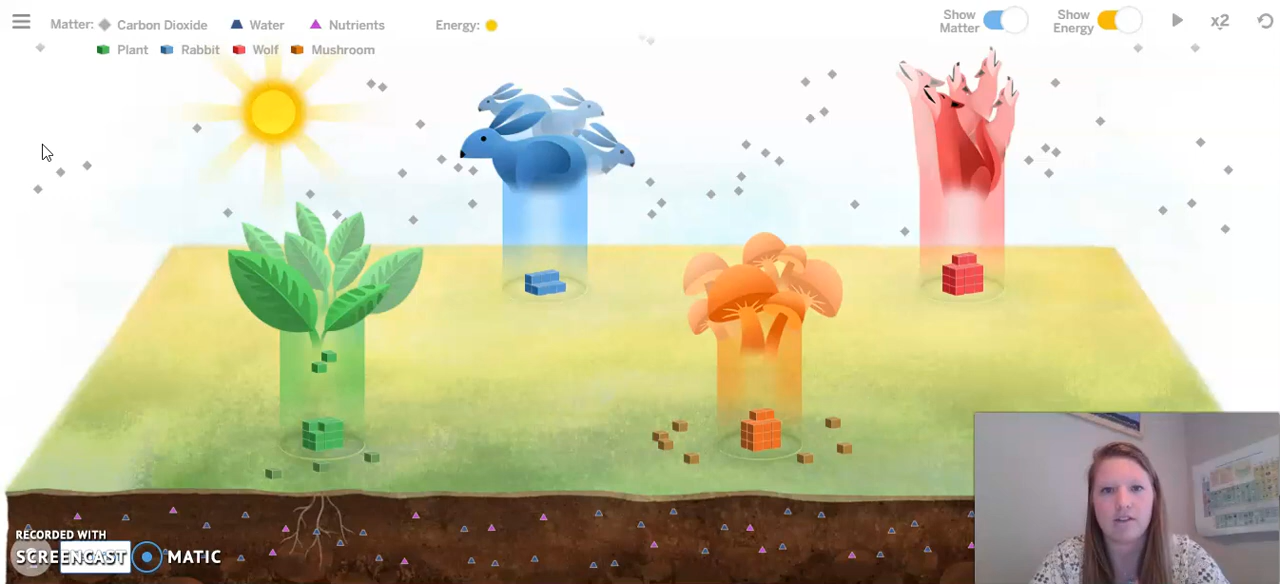 Matter: Carbon Dioxide Water Nutrients Energy:
Plant Rabbit Wolf Mushroom
Show Matter
Show Energy
x2
RECORDED WITH
SCREENCAST MATIC